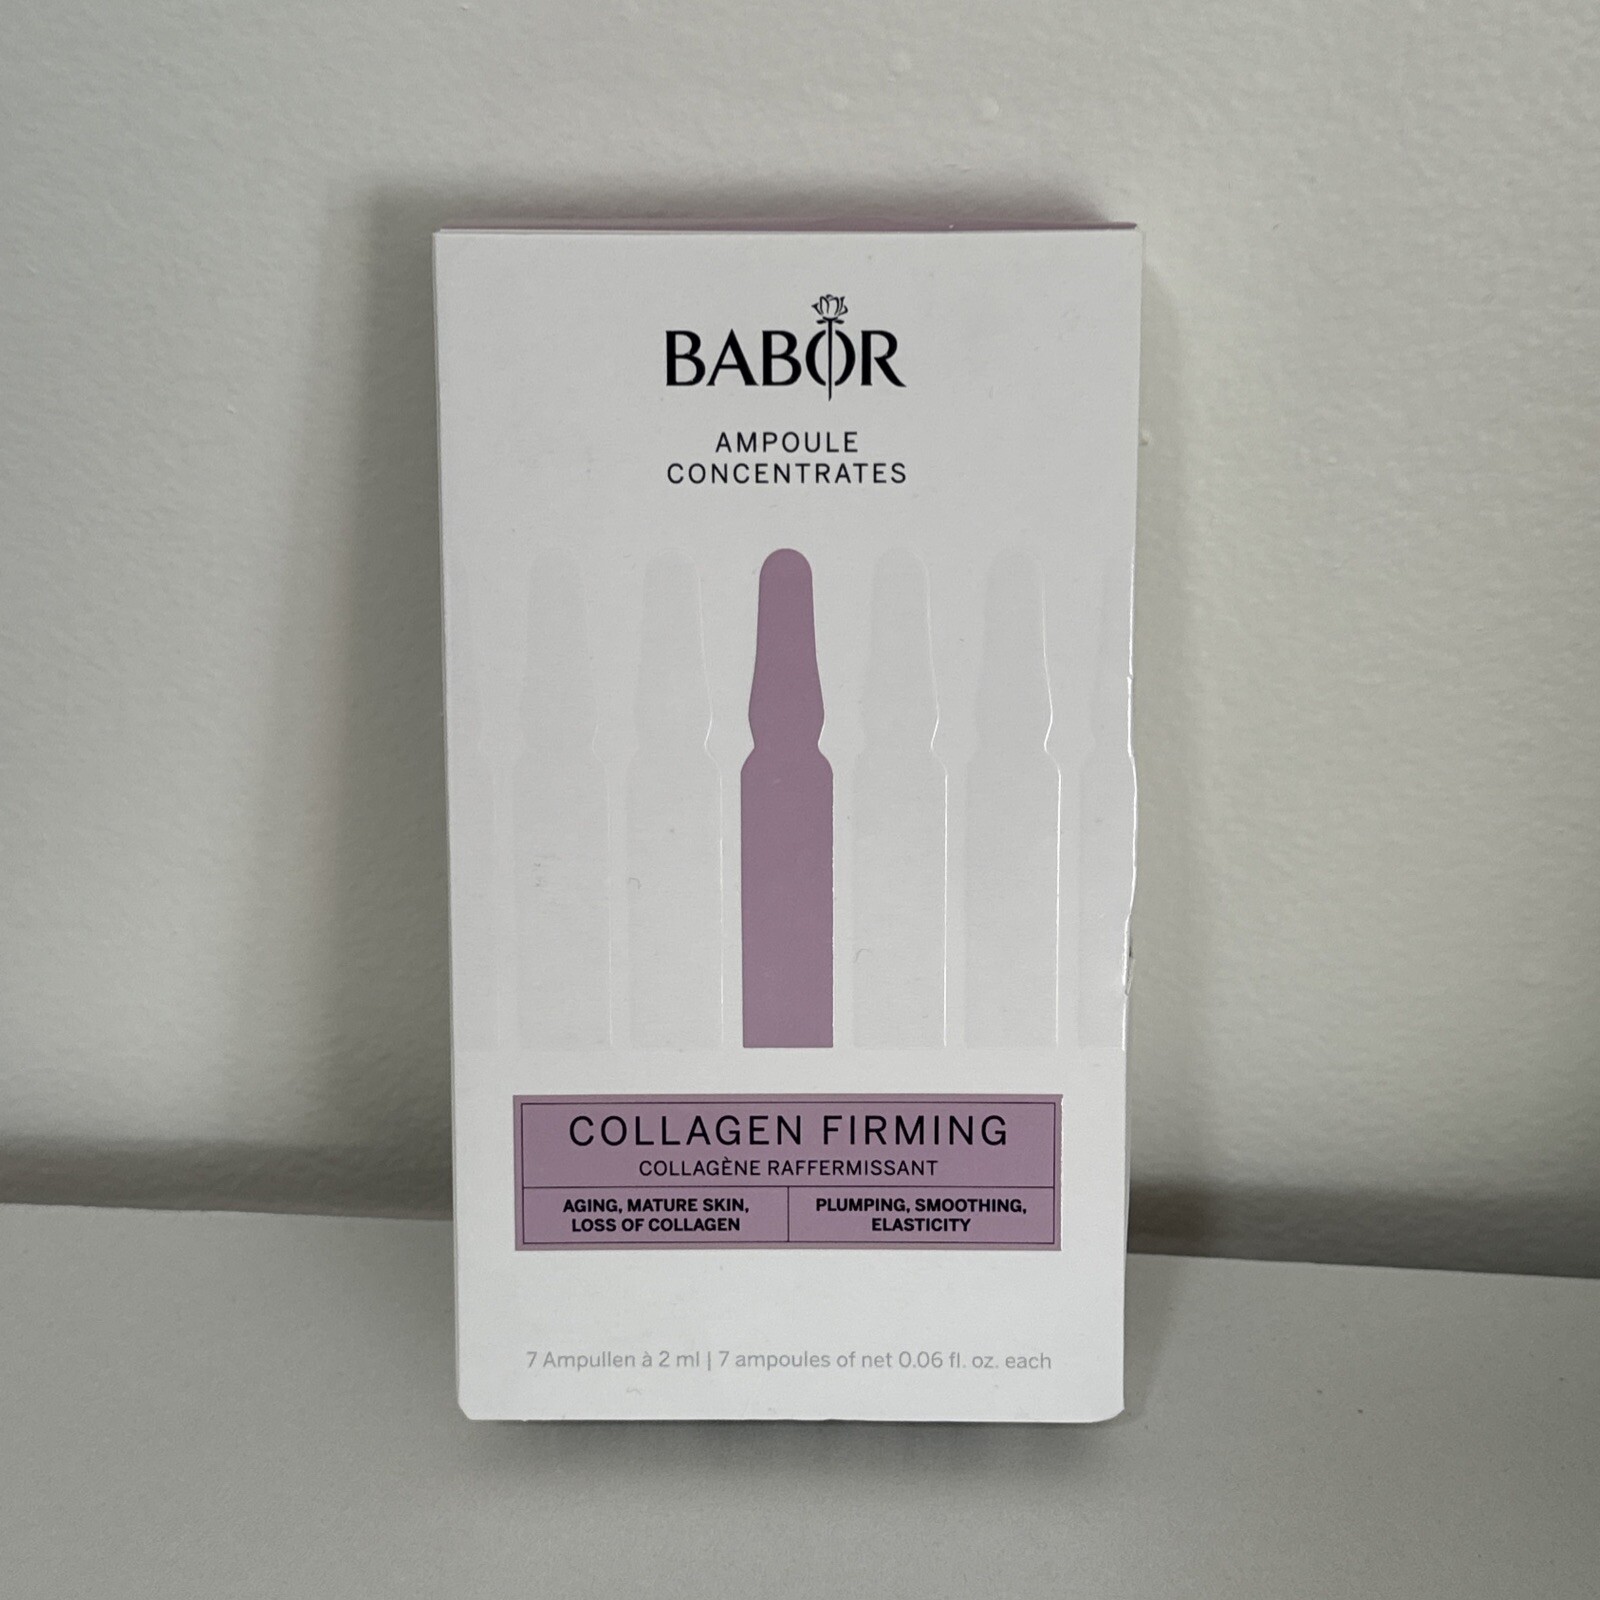 BABOR
AMPOULE
CONCENTRATES
COLLAGEN FIRMING
COLLAGÈNE RAFFERMISSANT
AGING, MATURE SKIN,
LOSS OF COLLAGEN
PLUMPING, SMOOTHING,
ELASTICITY
7 Ampullen à 2 ml | 7 ampoules of net 0.06 fl. oz. each